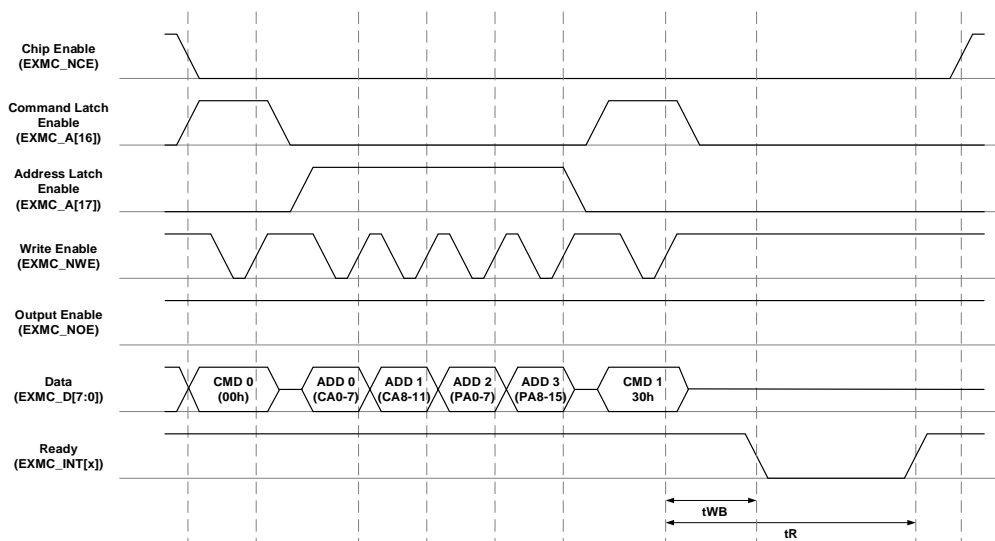 Chip Enable
(EXMC_NCE)
Command Latch
Enable
(EXMC_A[16])
Address Latch
Enable
(EXMC_A[17])
Write Enable
(EXMC_NWE)
Output Enable
(EXMC_NOE)
Data
(EXMC_D[7:0])
CMD 0
(00h)
ADD 0
(CA0-7)
ADD 1
(CA8-11)
ADD 2
(PA0-7)
ADD 3
(PA8-15)
CMD 1
30h
Ready
(EXMC_INT[x])
tWB
tR